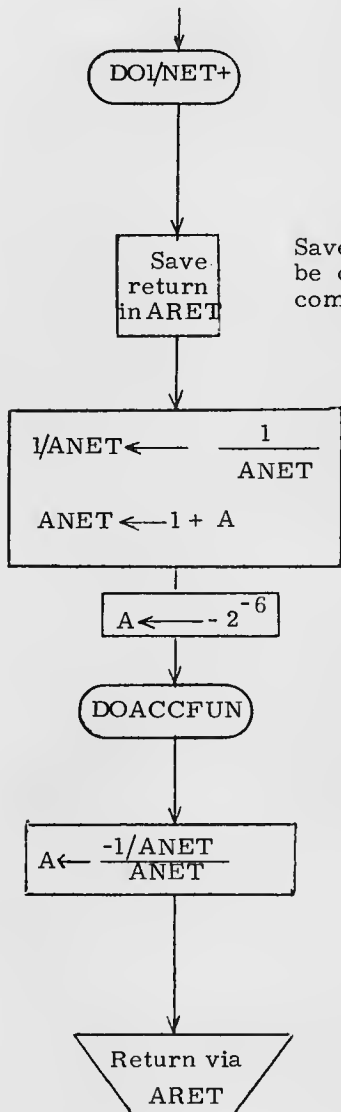 DO1/NET+
Save
return
in ARET
Save
be
com
1/ANET ← 1
ANET
ANET ← 1 + A
A ← - 2^-6
DOACCFUN
A ← -1/ANET
ANET
Return via
ARET